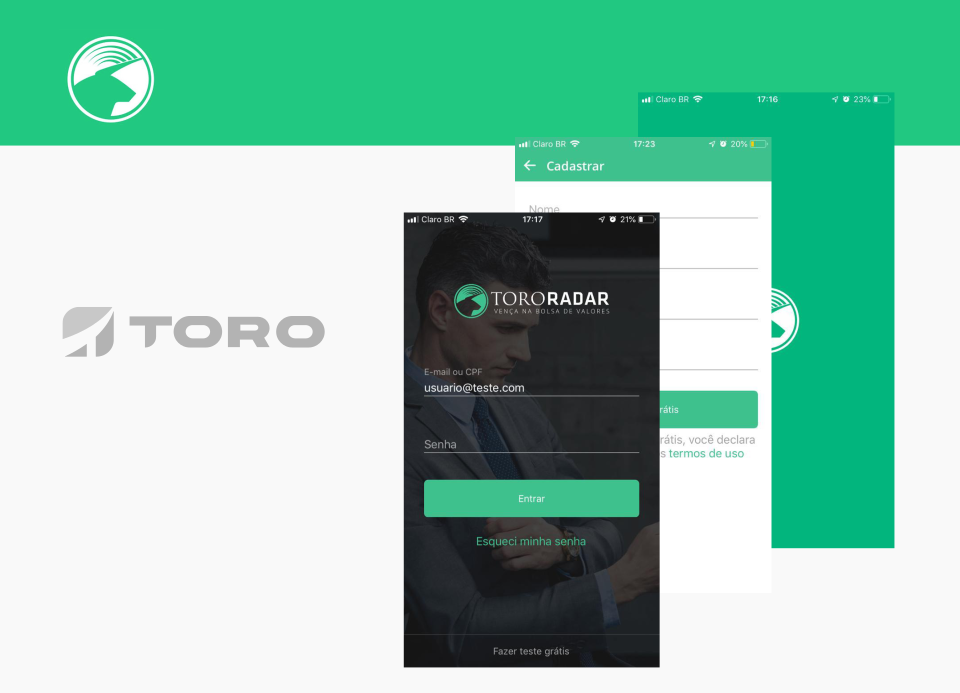 Claro BR 17:16 23%
Claro BR 17:23 20%
Cadastrar
Nome
rátis
rátis, você declara
s termos de uso
TORO
Claro BR 17:17 21%
TORORADAR
VENÇA NA BOLSA DE VALORES
E-mail ou CPF
usuario@teste.com
Senha
Entrar
Esqueci minha senha
Fazer teste grátis